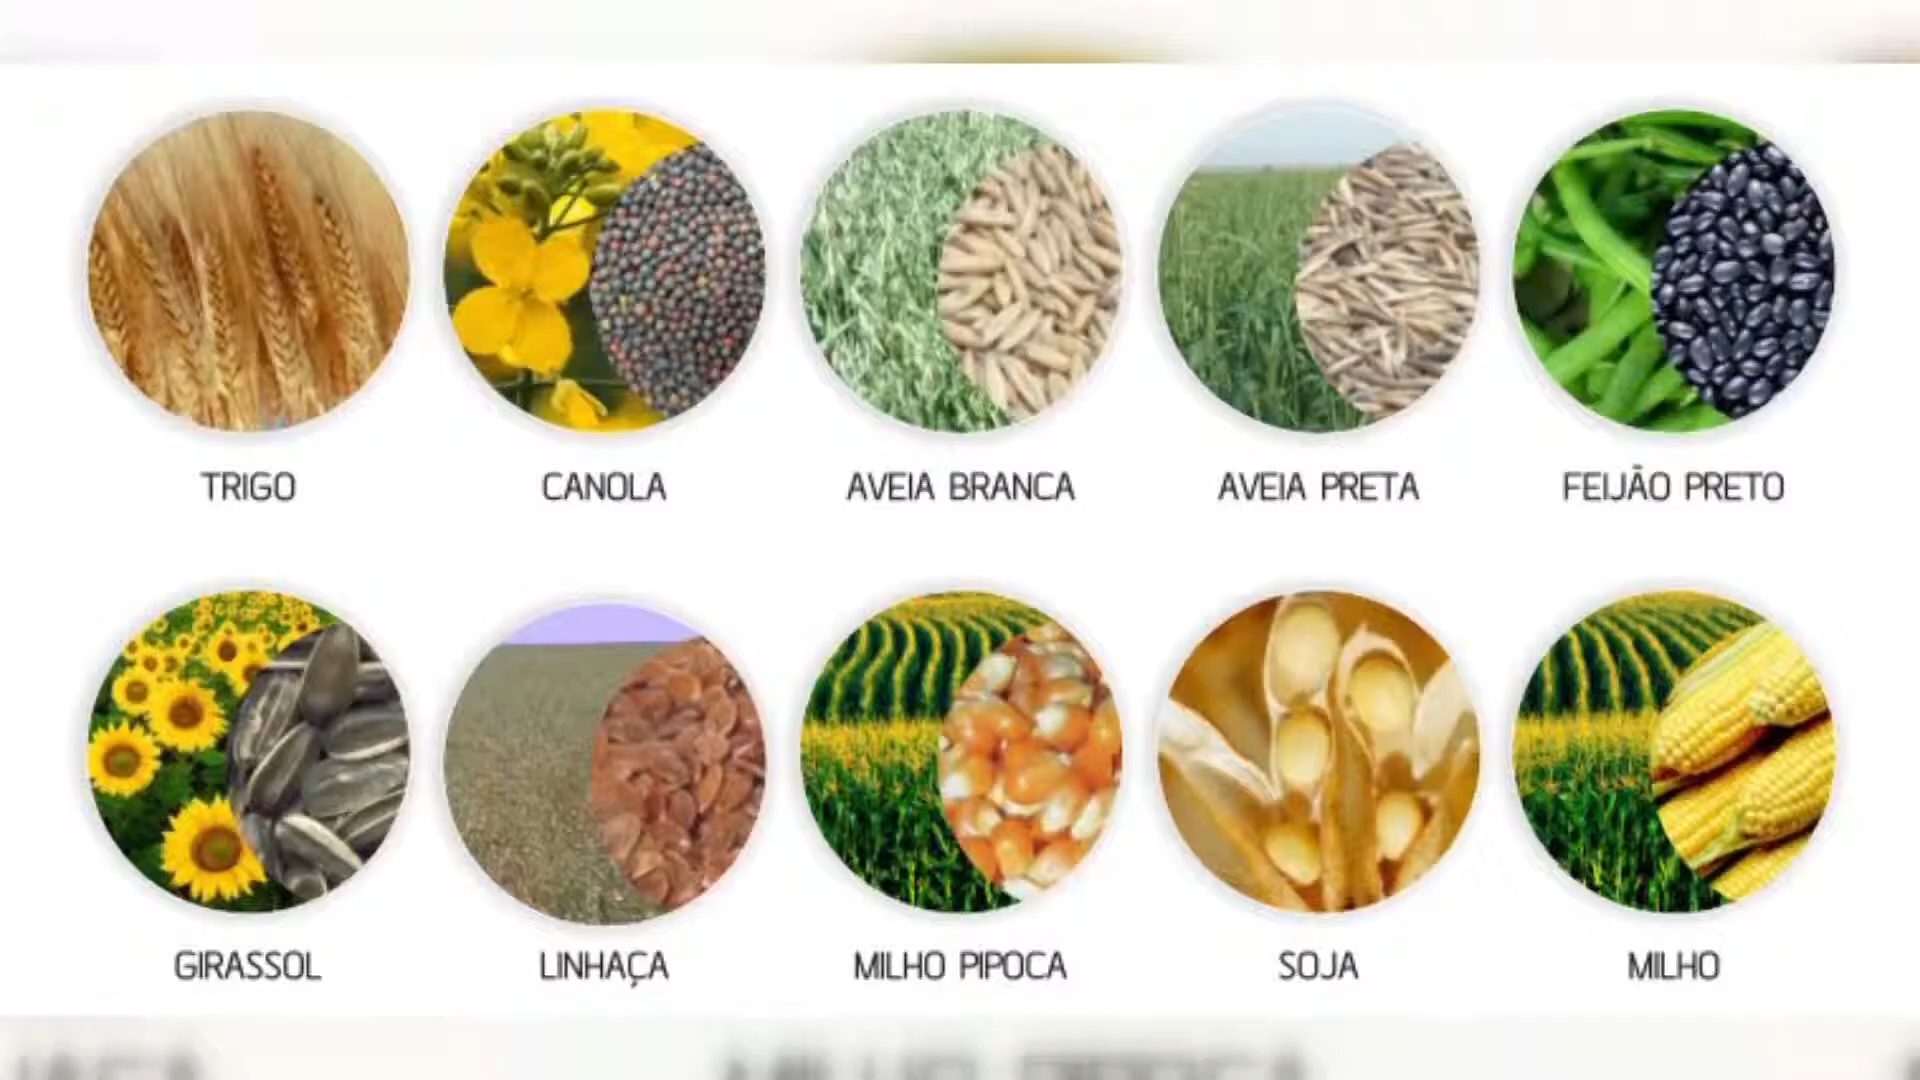 TRIGO
CANOLA
AVEIA BRANCA
AVEIA PRETA
FEIJÃO PRETO
GIRASSOL
LINHAÇA
MILHO PIPOCA
SOJA
MILHO